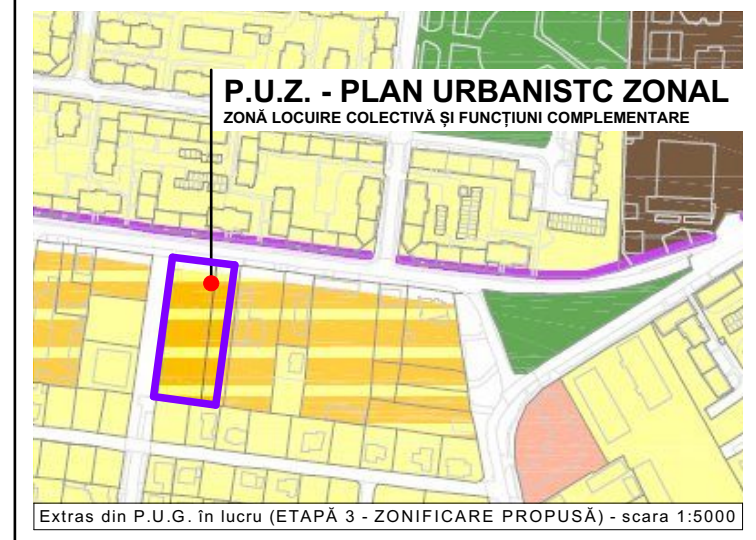 P.U.Z. - PLAN URBANISTC ZONAL
ZONĂ LOCUIRE COLECTIVĂ ȘI FUNCȚIUNI COMPLEMENTARE
Extras din P.U.G. în lucru (ETAPĂ 3 - ZONIFICARE PROPUSĂ) - scara 1:5000